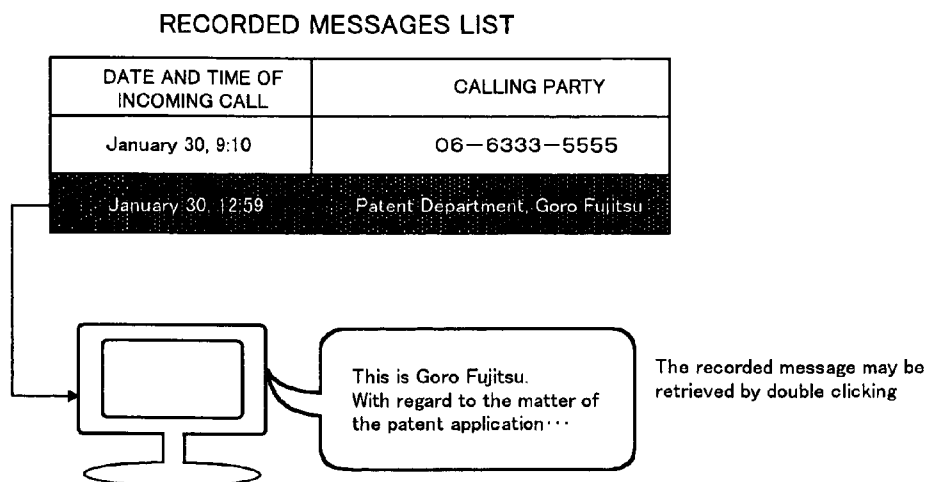 RECORDED MESSAGES LIST
DATE AND TIME OF
INCOMING CALL
CALLING PARTY
January 30, 9:10
06-6333-5555
January 30, 12:59
Patent Department, Goro Fujitsu
This is Goro Fujitsu.
With regard to the matter of
the patent application···
The recorded message may be
retrieved by double clicking